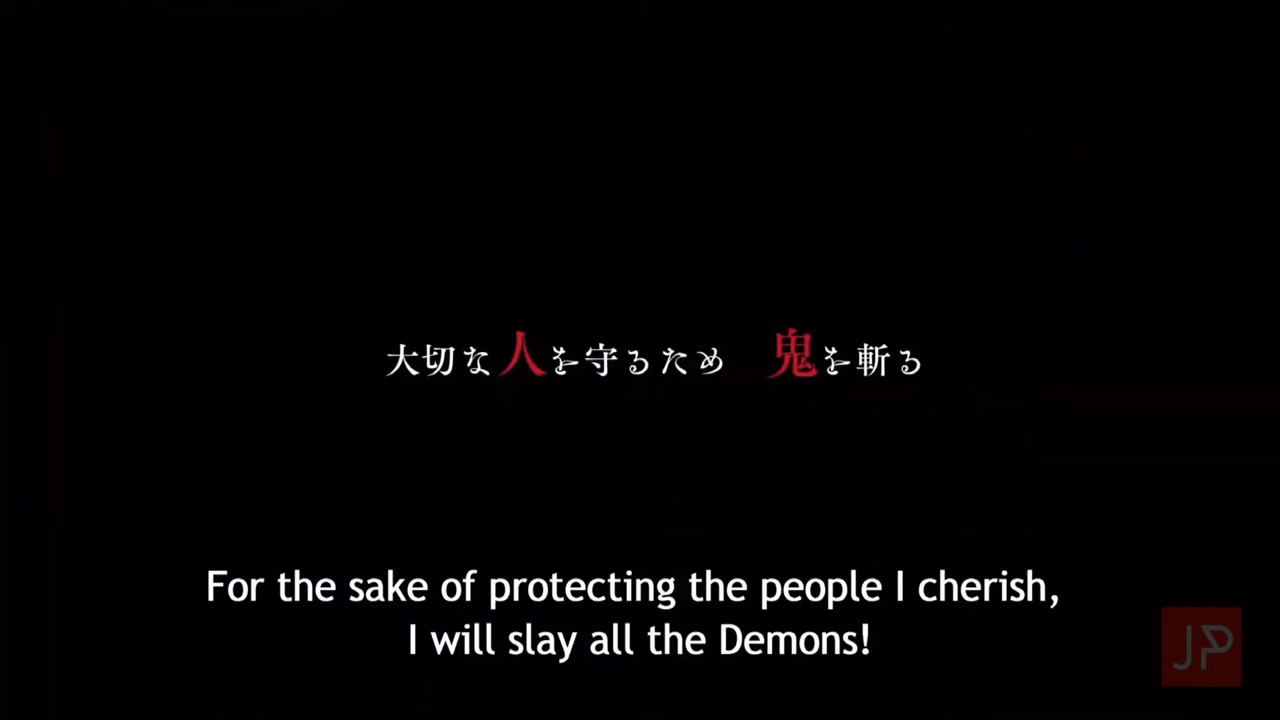 大切な人を守るため　鬼を斬る
For the sake of protecting the people I cherish,
I will slay all the Demons!
JP